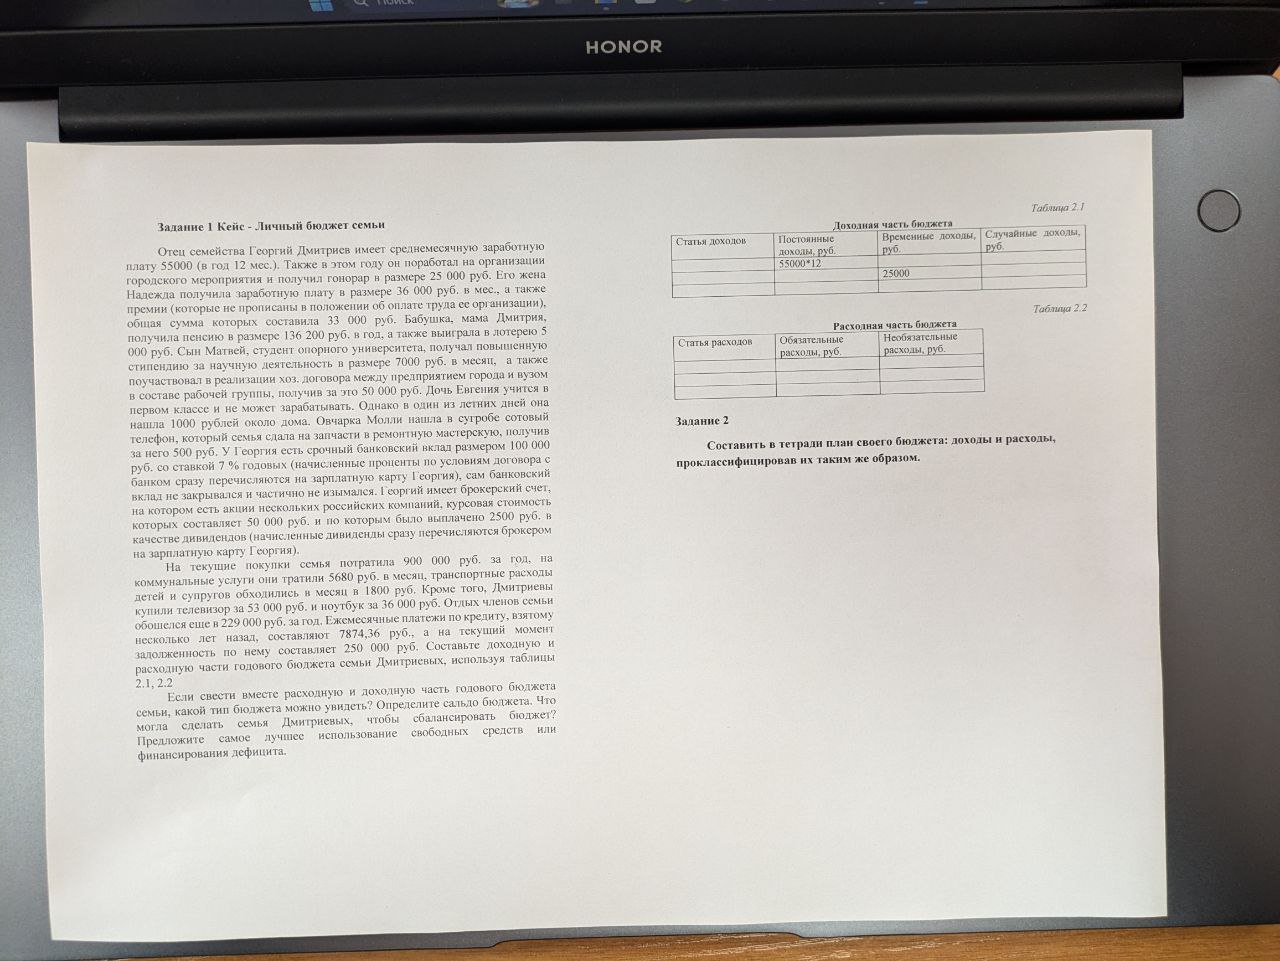 Поиск
HONOR
Задание 1 Кейс - Личный бюджет семьи
Отец семейства Георгий Дмитриев имеет среднемесячную заработную
плату 55000 (в год 12 мес.). Также в этом году он поработал на организации
городского мероприятия и получил гонорар в размере 25 000 руб. Его жена
Надежда получила заработную плату в размере 36 000 руб. в мес., а также
премии (которые не прописаны в положении об оплате труда ее организации),
общая сумма которых составила 33 000 руб. Бабушка, мама Дмитрия,
получила пенсию в размере 136 200 руб. в год, а также выиграла в лотерею 5
000 руб. Сын Матвей, студент опорного университета, получал повышенную
стипендию за научную деятельность в размере 7000 руб. в месяц, а также
поучаствовал в реализации хоз. договора между предприятием города и вузом
в составе рабочей группы, получив за это 50 000 руб. Дочь Евгения учится в
первом классе и не может зарабатывать. Однако в один из летних дней она
нашла 1000 рублей около дома. Овчарка Молли нашла в сугробе сотовый
телефон, который семья сдала на запчасти в ремонтную мастерскую, получив
за него 500 руб. У Георгия есть срочный банковский вклад размером 100 000
руб. со ставкой 7 % годовых (начисленные проценты по условиям договора с
банком сразу перечисляются на зарплатную карту Георгия), сам банковский
вклад не закрывался и частично не изымался. Георгий имеет брокерский счет,
на котором есть акции нескольких российских компаний, курсовая стоимость
которых составляет 50 000 руб. и по которым было выплачено 2500 руб. в
качестве дивидендов (начисленные дивиденды сразу перечисляются брокером
на зарплатную карту Георгия).
На текущие покупки семья потратила 900 000 руб. за год, на
коммунальные услуги они тратили 5680 руб. в месяц, транспортные расходы
детей и супругов обходились в месяц в 1800 руб. Кроме того, Дмитриевы
купили телевизор за 53 000 руб. и ноутбук за 36 000 руб. Отдых членов семьи
обошелся еще в 229 000 руб. за год. Ежемесячные платежи по кредиту, взятому
несколько лет назад, составляют 7874,36 руб., а на текущий момент
задолженность по нему составляет 250 000 руб. Составьте доходную и
расходную части годового бюджета семьи Дмитриевых, используя таблицы
2.1, 2.2
Если свести вместе расходную и доходную часть годового бюджета
семьи, какой тип бюджета можно увидеть? Определите сальдо бюджета. Что
могла сделать семья Дмитриевых, чтобы сбалансировать бюджет?
Предложите самое лучшее использование свободных средств или
финансирования дефицита.
Таблица 2.1
Доходная часть бюджета
Статья доходов Постоянные доходы, руб. Временные доходы, руб. Случайные доходы, руб.
55000*12
25000
Таблица 2.2
Расходная часть бюджета
Статья расходов Обязательные расходы, руб. Необязательные расходы, руб.
Задание 2
Составить в тетради план своего бюджета: доходы и расходы,
проклассифицировав их таким же образом.